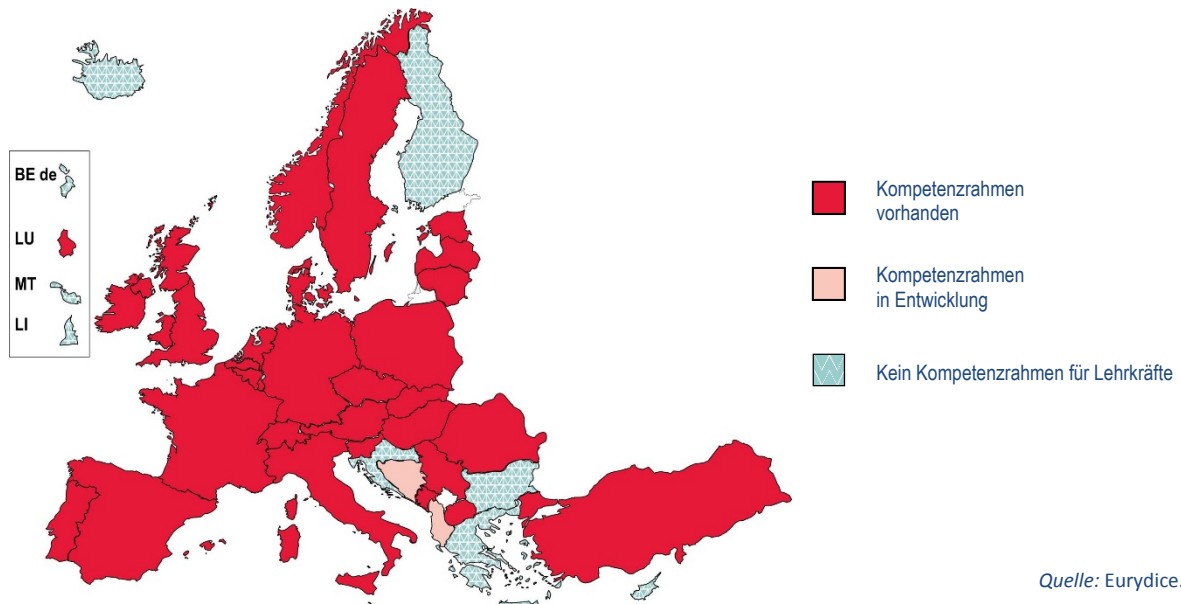 BE de
LU
MT
LI
Kompetenzrahmen
vorhanden
Kompetenzrahmen
in Entwicklung
Kein Kompetenzrahmen für Lehrkräfte
Quelle: Eurydice.